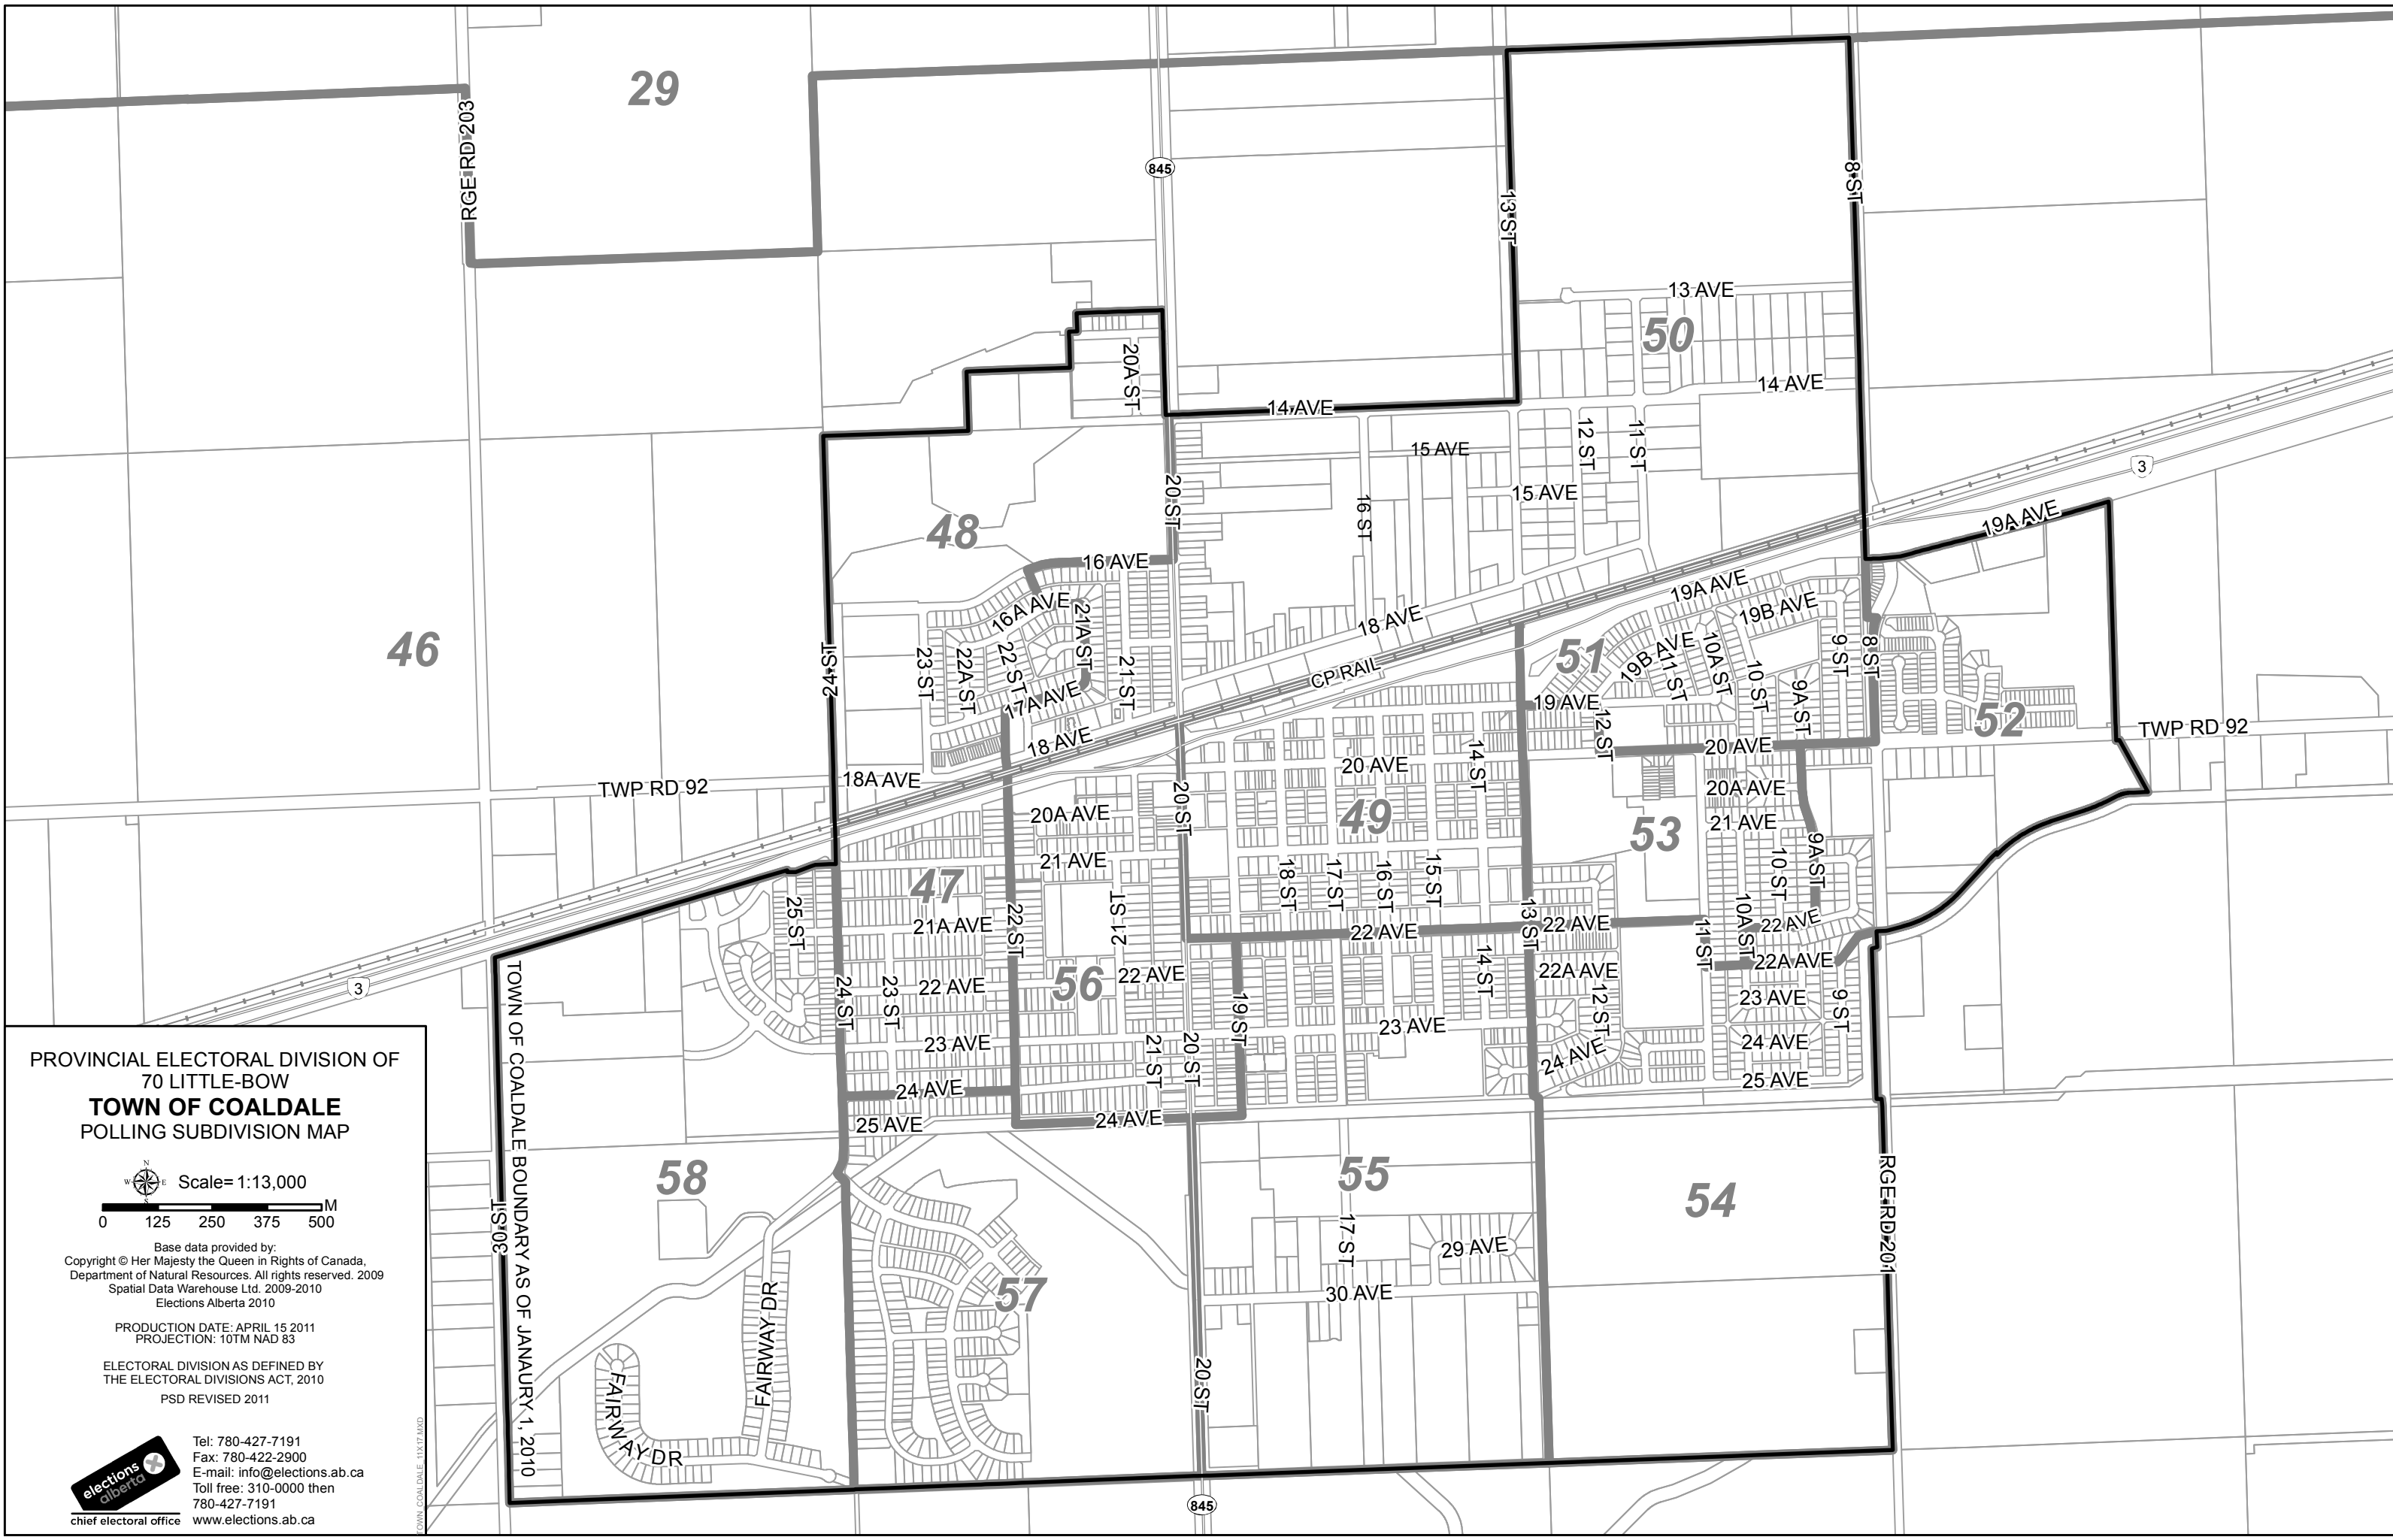 29
RGE RD 203
845
13 ST
8 ST
13 AVE
50
20A ST
14 AVE
14 AVE
15 AVE
12 ST
11 ST
3
20 ST
15 AVE
16 ST
48
19A AVE
16 AVE
16A AVE
21A ST
19A AVE
19B AVE
18 AVE
46
24 ST
23 ST
22A ST
22 ST
21 ST
CP RAIL
51
19B AVE
11 ST
10A ST
10 ST
9A ST
9 ST
8 ST
17A AVE
19 AVE
12 ST
52
TWP RD 92
18 AVE
20 AVE
14 ST
20 AVE
TWP RD 92
18A AVE
20A AVE
20 ST
49
20A AVE
21 AVE
53
9A ST
21 AVE
47
18 ST
17 ST
16 ST
15 ST
10 ST
25 ST
21A AVE
22 ST
21 ST
22 AVE
13 ST
22 AVE
11 ST
10A ST
22 AVE
22A AVE
3
24 ST
23 ST
22 AVE
56
22 AVE
14 ST
22A AVE
12 ST
23 AVE
9 ST
19 ST
23 AVE
23 AVE
21 ST
20 ST
24 AVE
24 AVE
25 AVE
24 AVE
25 AVE
24 AVE
58
55
54
RGE RD 201
30 ST
TOWN OF COALDALE BOUNDARY AS OF JANAURY 1, 2010
17 ST
29 AVE
57
30 AVE
FAIRWAY DR
FAIRWAY DR
20 ST
845
PROVINCIAL ELECTORAL DIVISION OF
70 LITTLE-BOW
TOWN OF COALDALE
POLLING SUBDIVISION MAP
N
W E
S
Scale= 1:13,000
M
0 125 250 375 500
Base data provided by:
Copyright © Her Majesty the Queen in Rights of Canada,
Department of Natural Resources. All rights reserved. 2009
Spatial Data Warehouse Ltd. 2009-2010
Elections Alberta 2010
PRODUCTION DATE: APRIL 15 2011
PROJECTION: 10TM NAD 83
ELECTORAL DIVISION AS DEFINED BY
THE ELECTORAL DIVISIONS ACT, 2010
PSD REVISED 2011
elections
alberta
chief electoral office
Tel: 780-427-7191
Fax: 780-422-2900
E-mail: info@elections.ab.ca
Toll free: 310-0000 then
780-427-7191
www.elections.ab.ca
TOWN_COALDALE_11X17.MXD